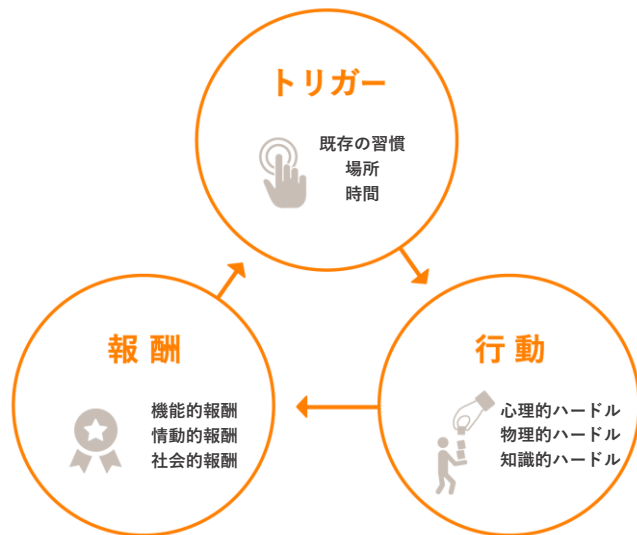 トリガー
既存の習慣
場所
時間
報酬
機能的報酬
情動的報酬
社会的報酬
行動
心理的ハードル
物理的ハードル
知識的ハードル